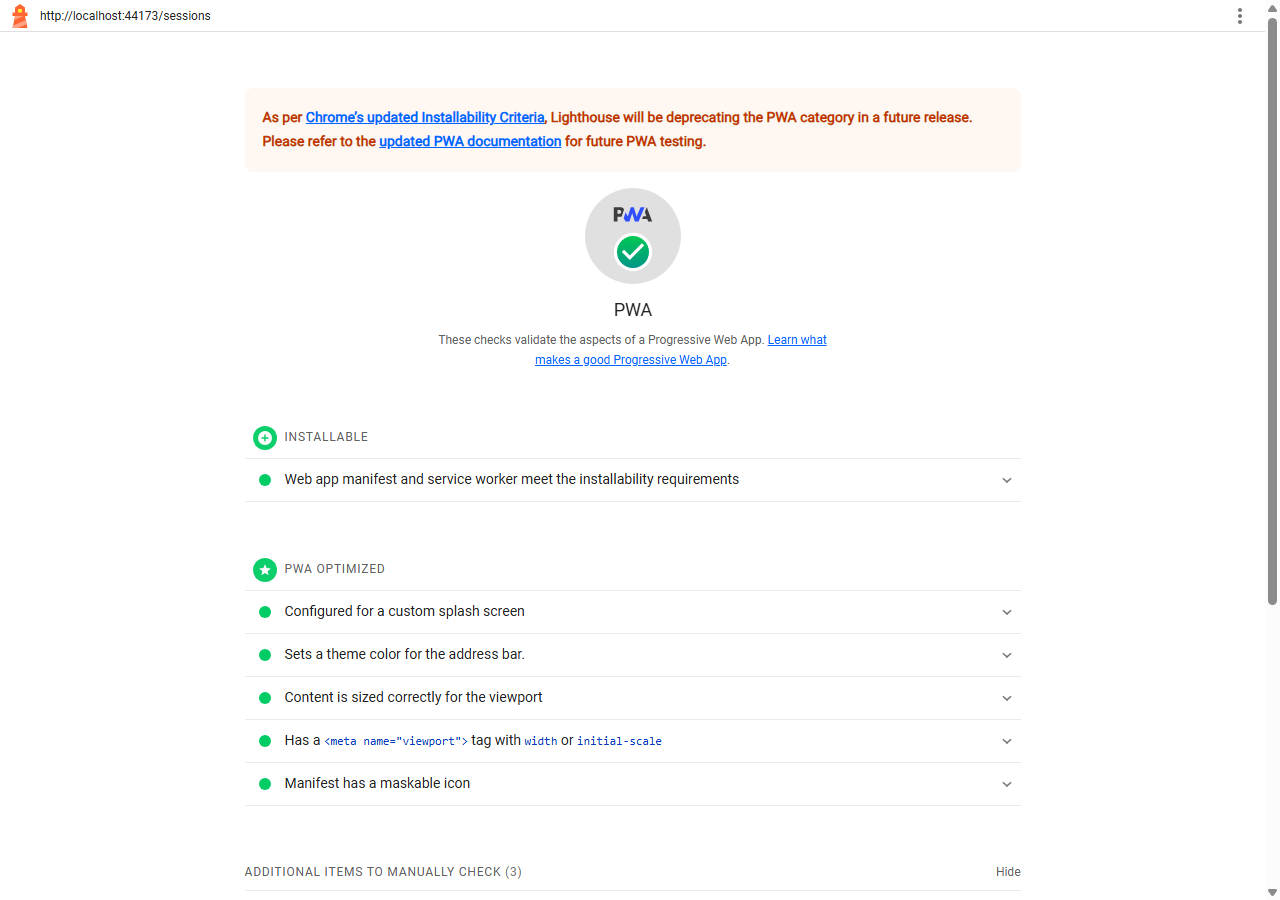 http://localhost:44173/sessions
As per Chrome’s updated Installability Criteria, Lighthouse will be deprecating the PWA category in a future release.
Please refer to the updated PWA documentation for future PWA testing.
PWA
PWA
These checks validate the aspects of a Progressive Web App. Learn what
makes a good Progressive Web App.
INSTALLABLE
Web app manifest and service worker meet the installability requirements
PWA OPTIMIZED
Configured for a custom splash screen
Sets a theme color for the address bar.
Content is sized correctly for the viewport
Has a <meta name="viewport"> tag with width or initial-scale
Manifest has a maskable icon
ADDITIONAL ITEMS TO MANUALLY CHECK (3) Hide